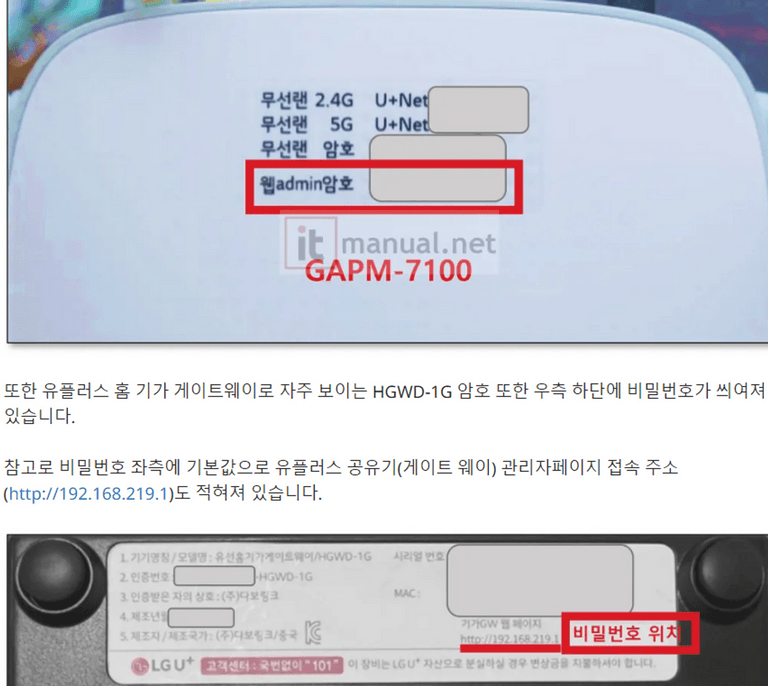 무선랜 2.4G U+Net
무선랜 5G U+Net
무선랜 암호
웹admin암호
it manual.net
GAPM-7100
또한 유플러스 홈 기가 게이트웨이로 자주 보이는 HGWD-1G 암호 또한 우측 하단에 비밀번호가 씌여져
있습니다.
참고로 비밀번호 좌측에 기본값으로 유플러스 공유기(게이트 웨이) 관리자페이지 접속 주소
(http://192.168.219.1)도 적혀져 있습니다.
1. 기기명칭/모델명 : 유선홈기가게이트웨이/HGWD-1G 시리얼 번호
2. 인증번호 -HGWD-1G
3. 인증받은 자의 상호 : (주)다보링크 MAC :
4. 제조년월
5. 제조자/제조국가 : (주)다보링크/중국
기가GW 웹 페이지
http://192.168.219.1 비밀번호 위치
LG U+ 고객센터 : 국번없이 "101" 이 장비는 LG U+ 자산으로 분실하실 경우 변상금을 지불하셔야 합니다.